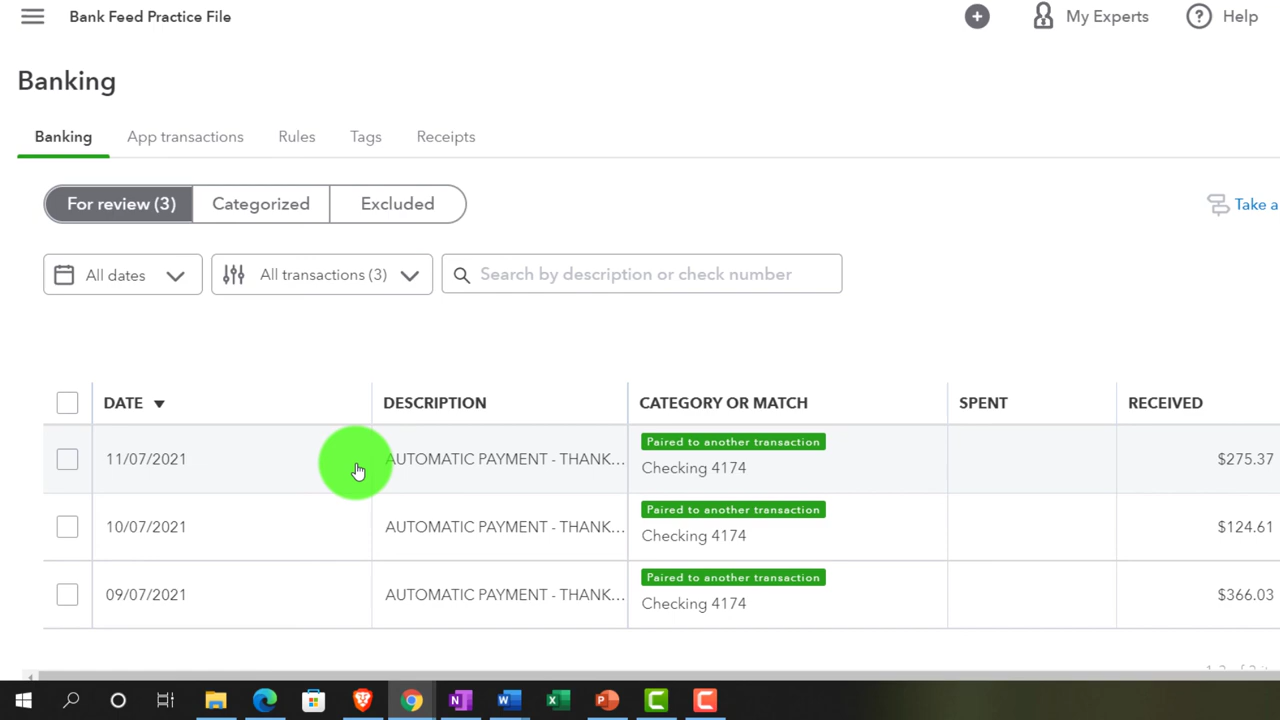 Bank Feed Practice File
My Experts
Help
Banking
Banking
App transactions
Rules
Tags
Receipts
For review (3)
Categorized
Excluded
Take a
All dates
All transactions (3)
Search by description or check number
DATE
DESCRIPTION
CATEGORY OR MATCH
SPENT
RECEIVED
11/07/2021
AUTOMATIC PAYMENT - THANK...
Paired to another transaction
Checking 4174
$275.37
10/07/2021
AUTOMATIC PAYMENT - THANK...
Paired to another transaction
Checking 4174
$124.61
09/07/2021
AUTOMATIC PAYMENT - THANK...
Paired to another transaction
Checking 4174
$366.03